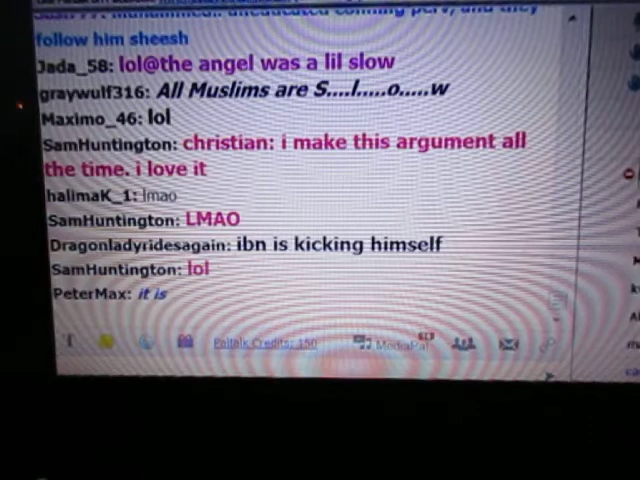 follow him sheesh
Jada_58: lol@the angel was a lil slow
graywulf316: All Muslims are S....l.....o.....w
Maximo_46: lol
SamHuntington: christian: i make this argument all
the time. i love it
halimaK_1: lmao
SamHuntington: LMAO
Dragonladyridesagain: ibn is kicking himself
SamHuntington: lol
PeterMax: it is
Paltalk Credits: 150
MediaPal